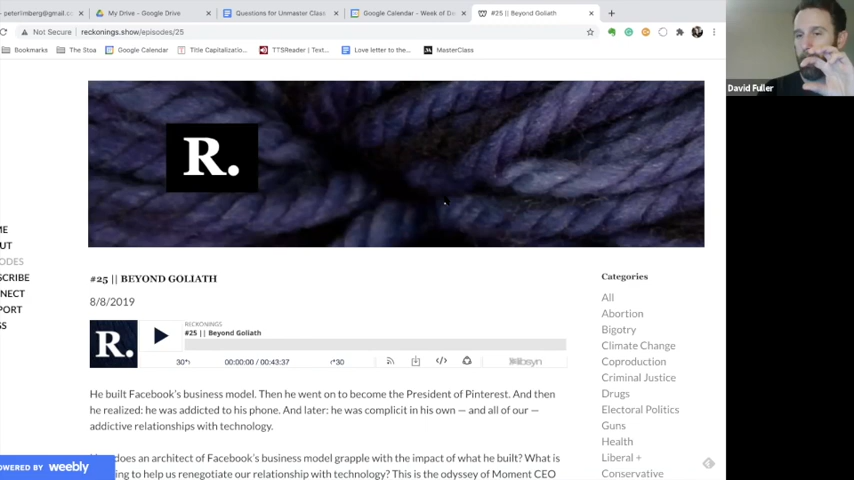 peterlimberg@gmail.co
My Drive - Google Drive
Questions for Unmaster Class
Google Calendar - Week of De
#25 || Beyond Goliath
Not Secure | reckonings.show/episodes/25
Bookmarks
The Stoa
Google Calendar
Title Capitalization...
TTSReader | Text...
Love letter to the...
MasterClass
David Fuller
R.
ME
UT
ODES
SCRIBE
NNECT
PORT
GS
#25 || BEYOND GOLIATH
8/8/2019
R.
RECKONINGS
#25 || Beyond Goliath
30
00:00:00 / 00:43:37
30
libsyn
He built Facebook's business model. Then he went on to become the President of Pinterest. And then
he realized: he was addicted to his phone. And later: he was complicit in his own — and all of our —
addictive relationships with technology.
does an architect of Facebook's business model grapple with the impact of what he built? What is
ing to help us renegotiate our relationship with technology? This is the odyssey of Moment CEO
Categories
All
Abortion
Bigotry
Climate Change
Coproduction
Criminal Justice
Drugs
Electoral Politics
Guns
Health
Liberal +
Conservative
OWERED BY weebly